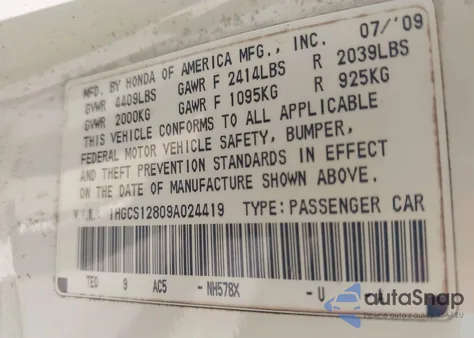 MFD. BY HONDA OF AMERICA MFG., INC. 07/'09
GVWR 4409LBS GAWR F 2414LBS R 2039LBS
GVWR 2000KG GAWR F 1095KG R 925KG
THIS VEHICLE CONFORMS TO ALL APPLICABLE
FEDERAL MOTOR VEHICLE SAFETY, BUMPER,
AND THEFT PREVENTION STANDARDS IN EFFECT
ON THE DATE OF MANUFACTURE SHOWN ABOVE.
V.I.N.: 1HGCS12809A024419 TYPE:PASSENGER CAR
TEO 9 AC5 -NH578X -U A
autoSnap